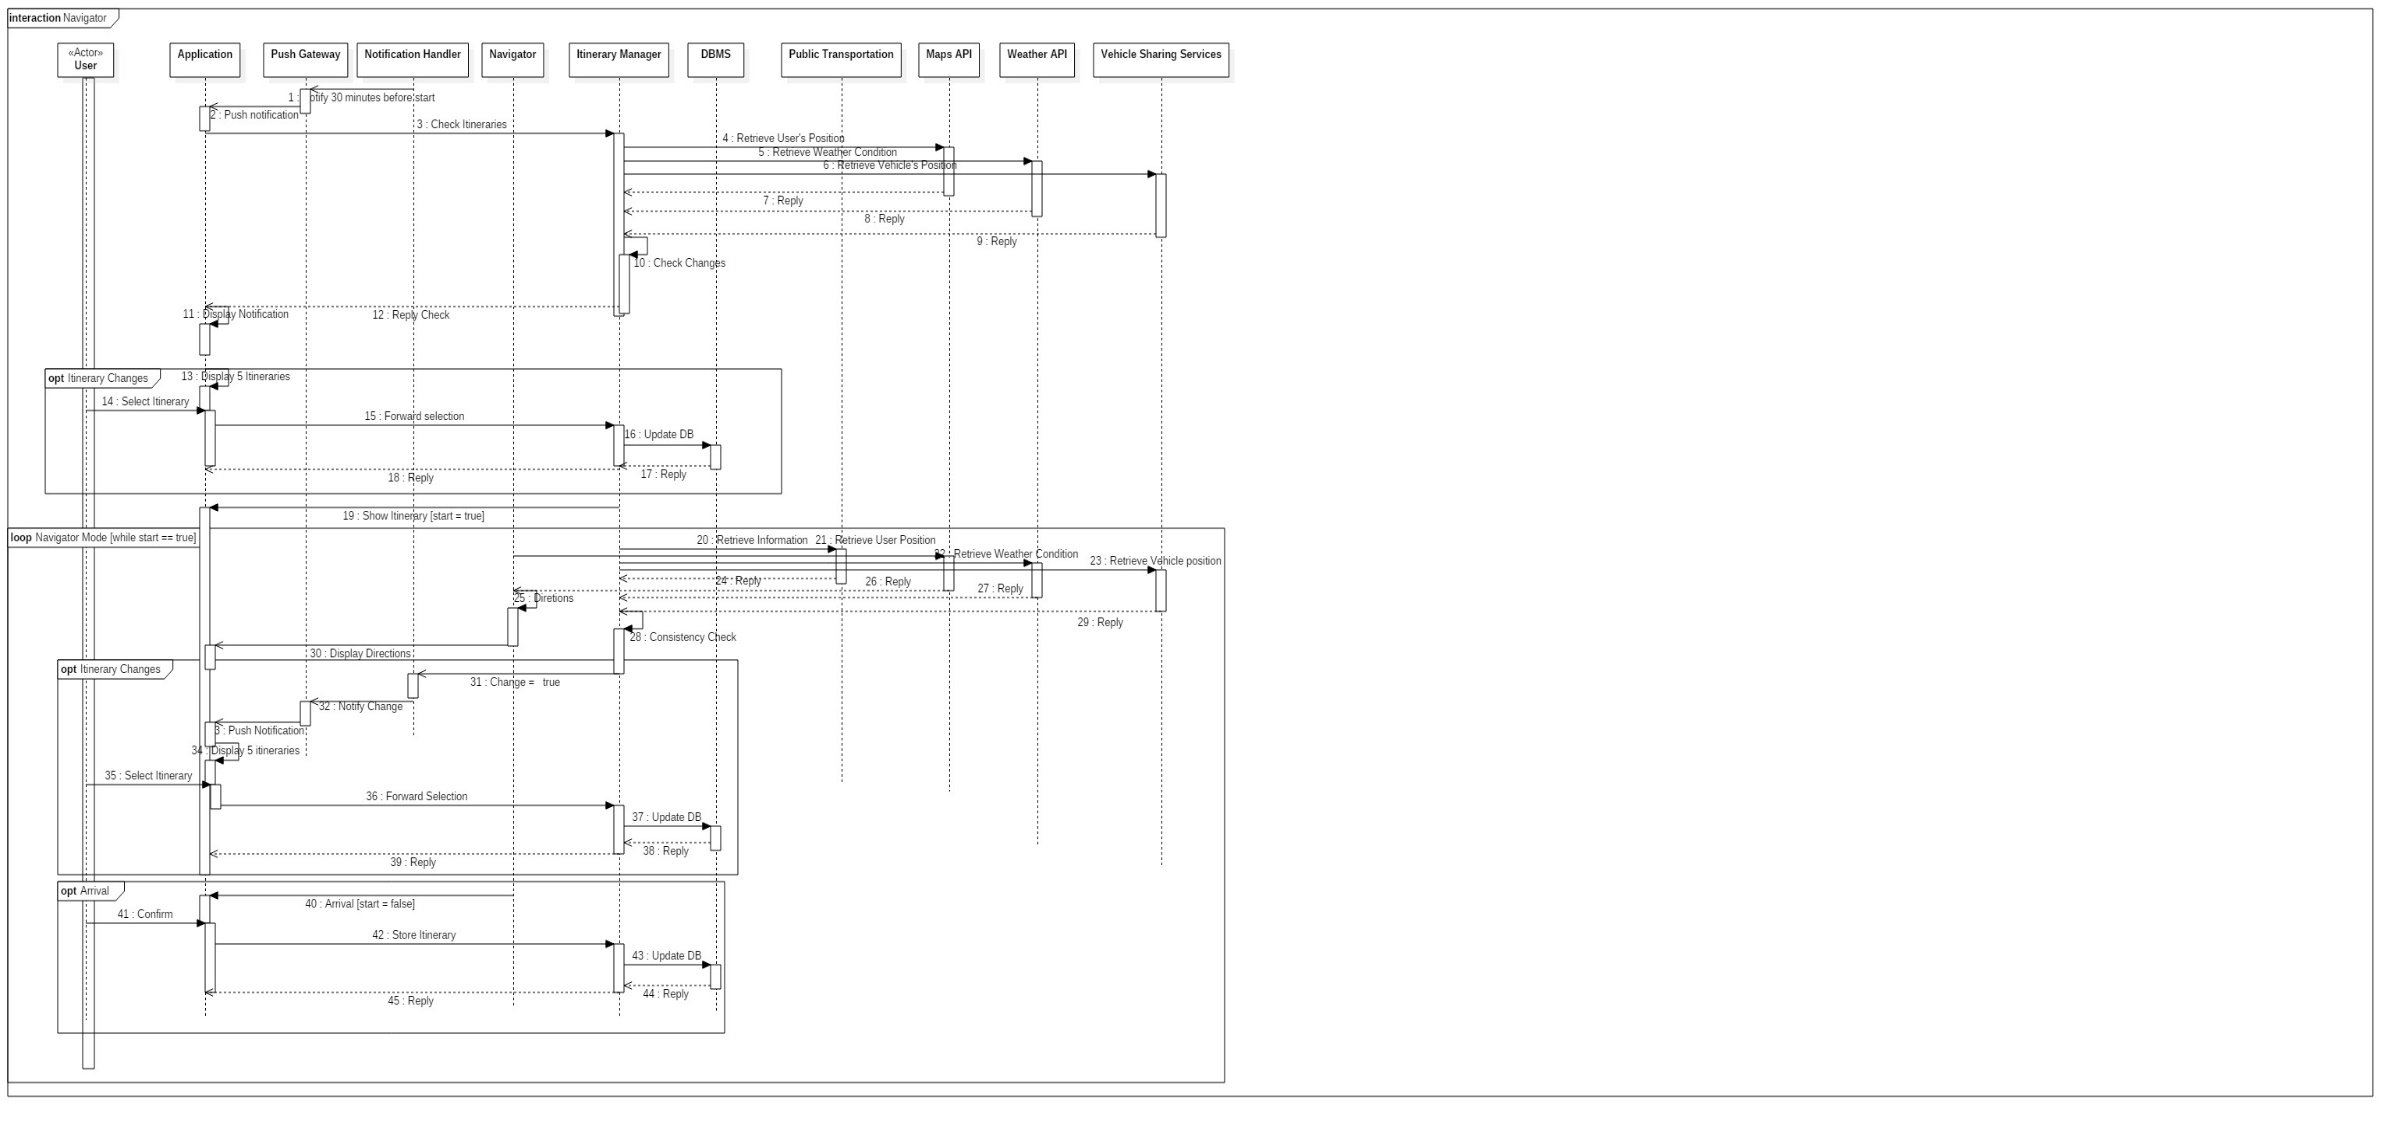 interaction Navigator
«Actor»
User
Application
Push Gateway
Notification Handler
Navigator
Itinerary Manager
DBMS
Public Transportation
Maps API
Weather API
Vehicle Sharing Services
1 : notify 30 minutes before start
2 : Push notification
3 : Check Itineraries
4 : Retrieve User's Position
5 : Retrieve Weather Condition
6 : Retrieve Vehicle's Position
7 : Reply
8 : Reply
9 : Reply
10 : Check Changes
11 : Display Notification
12 : Reply Check
opt Itinerary Changes
13 : Display 5 Itineraries
14 : Select Itinerary
15 : Forward selection
16 : Update DB
17 : Reply
18 : Reply
19 : Show Itinerary [start = true]
loop Navigator Mode [while start == true]
20 : Retrieve Information
21 : Retrieve User Position
22 : Retrieve Weather Condition
23 : Retrieve Vehicle position
24 : Reply
26 : Reply
27 : Reply
25 : Diretions
29 : Reply
28 : Consistency Check
30 : Display Directions
opt Itinerary Changes
31 : Change = true
32 : Notify Change
3 : Push Notification
34 : Display 5 itineraries
35 : Select Itinerary
36 : Forward Selection
37 : Update DB
38 : Reply
39 : Reply
opt Arrival
40 : Arrival [start = false]
41 : Confirm
42 : Store Itinerary
43 : Update DB
44 : Reply
45 : Reply